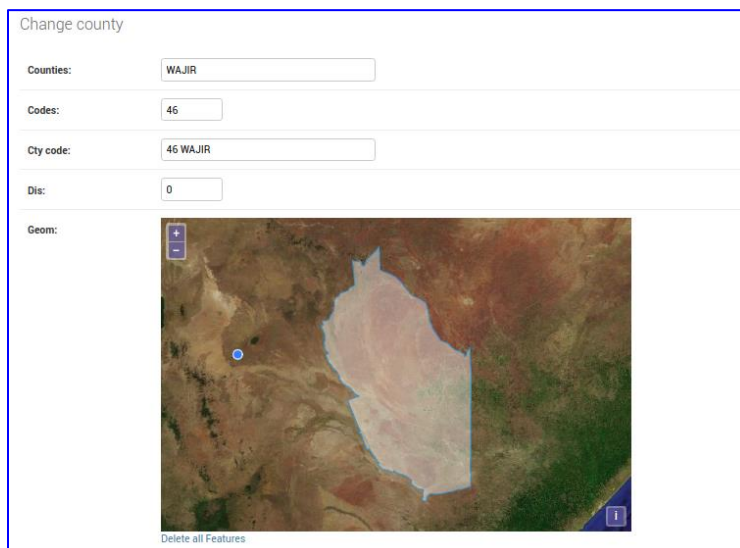 Change county
Counties: WAJIR
Codes: 46
Cty code: 46 WAJIR
Dis: 0
Geom:
+
−
i
Delete all Features